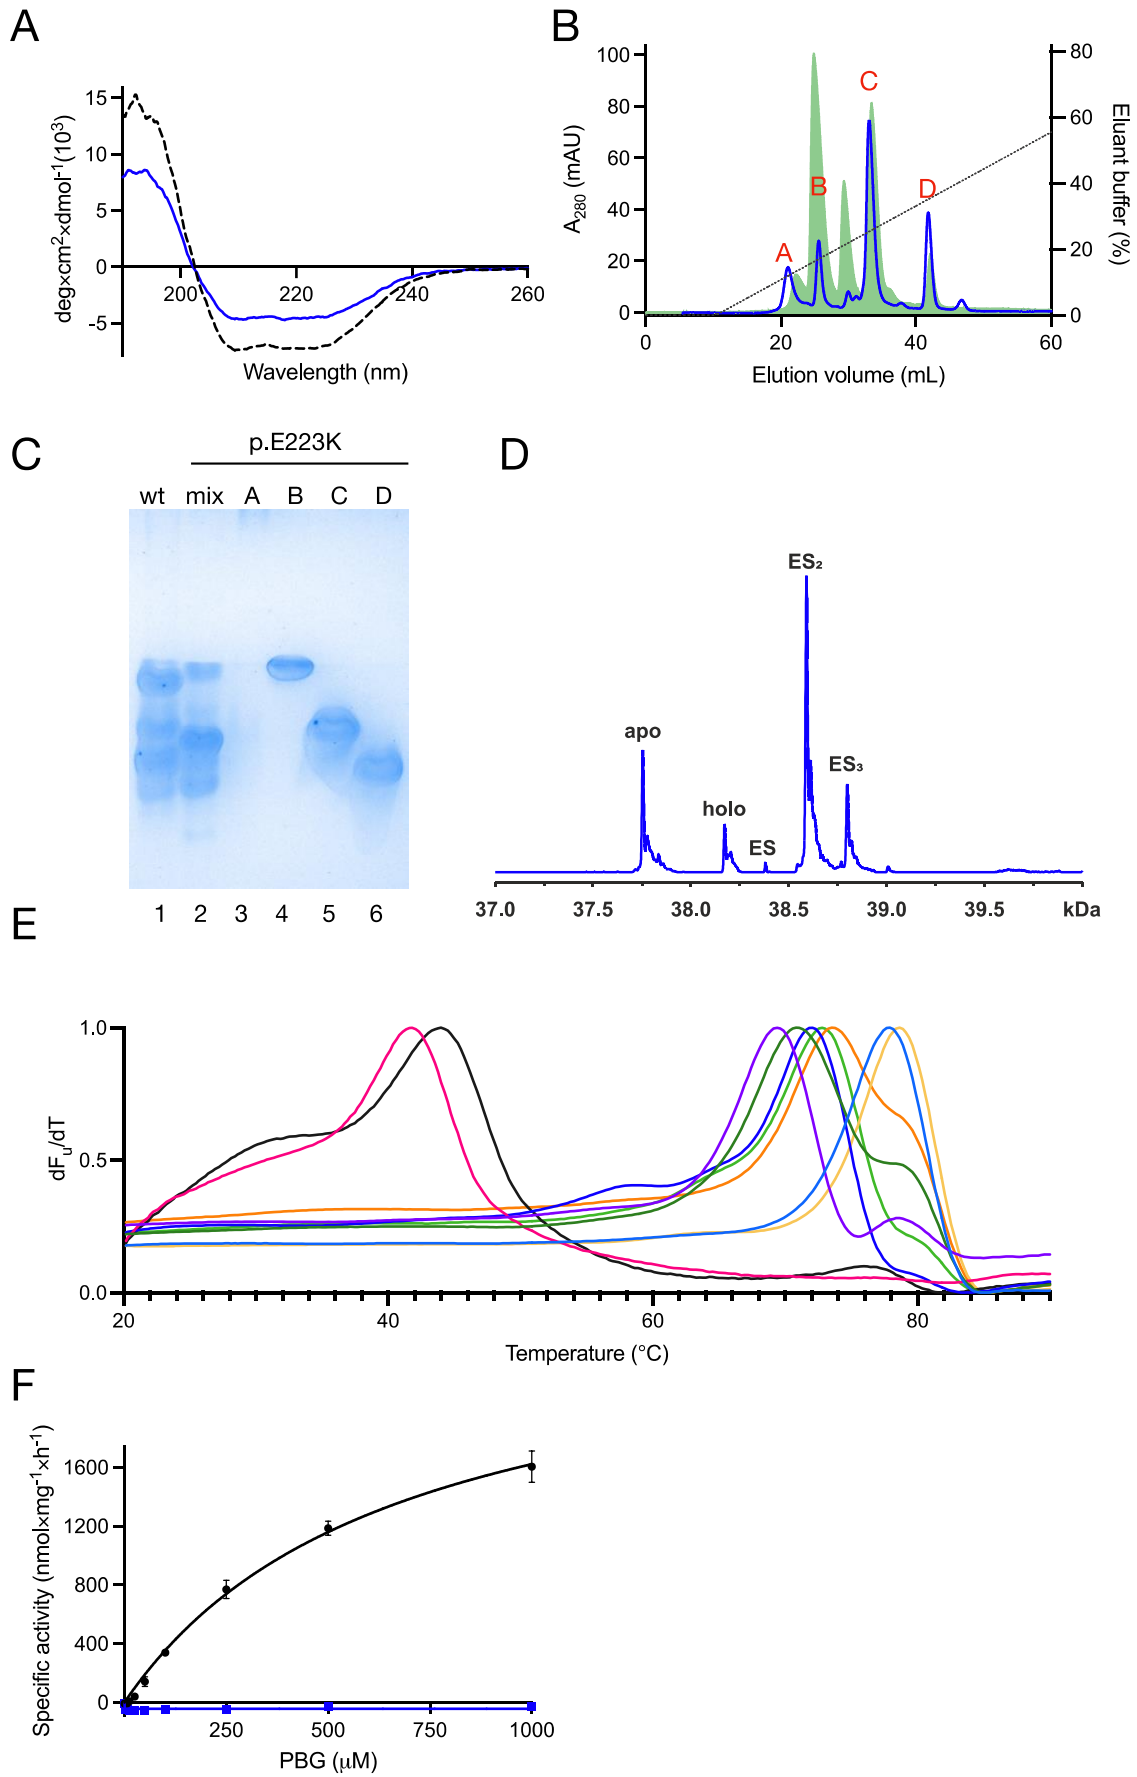 A
deg×cm²×dmol⁻¹(10³)
15
10
5
0
-5
200
220
240
260
Wavelength (nm)
B
A₂₈₀ (mAU)
100
80
60
40
20
0
A
B
C
D
80
60
40
20
0
Eluant buffer (%)
0
20
40
60
Elution volume (mL)
C
p.E223K
wt mix A B C D
1 2 3 4 5 6
D
apo
holo
ES
ES₂
ES₃
37.0 37.5 38.0 38.5 39.0 39.5 kDa
E
dFᵤ/dT
1.0
0.5
0.0
20
40
60
80
Temperature (°C)
F
Specific activity (nmol×mg⁻¹×h⁻¹)
1600
1200
800
400
0
250
500
750
1000
PBG (μM)